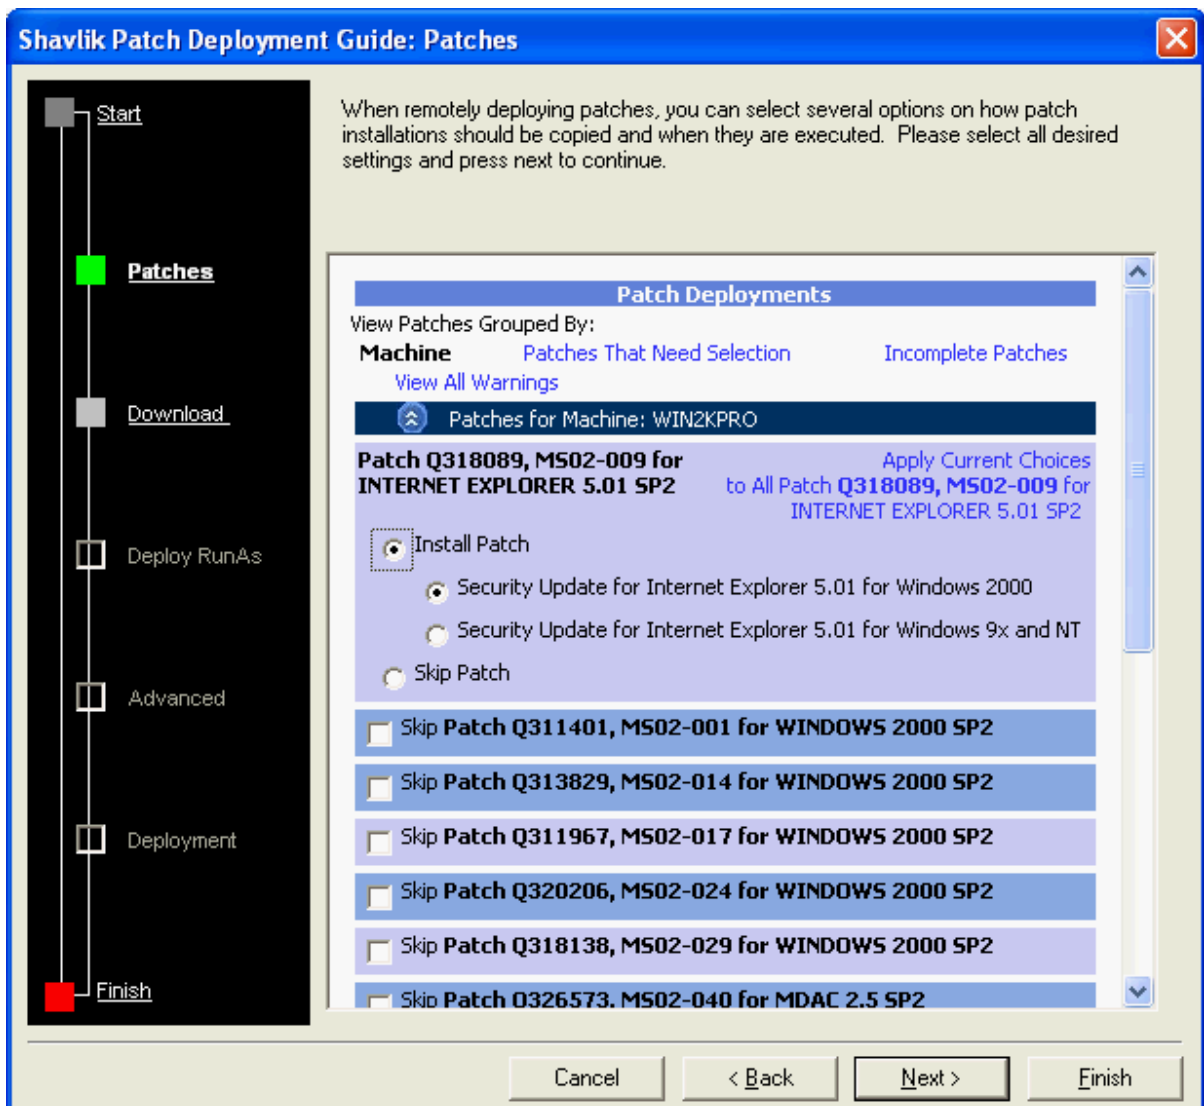 Shavlik Patch Deployment Guide: Patches
Start
Patches
Download
Deploy RunAs
Advanced
Deployment
Finish
When remotely deploying patches, you can select several options on how patch
installations should be copied and when they are executed. Please select all desired
settings and press next to continue.
Patch Deployments
View Patches Grouped By:
Machine Patches That Need Selection Incomplete Patches
View All Warnings
Patches for Machine: WIN2KPRO
Patch Q318089, MS02-009 for
INTERNET EXPLORER 5.01 SP2
Apply Current Choices
to All Patch Q318089, MS02-009 for
INTERNET EXPLORER 5.01 SP2
Install Patch
Security Update for Internet Explorer 5.01 for Windows 2000
Security Update for Internet Explorer 5.01 for Windows 9x and NT
Skip Patch
Skip Patch Q311401, MS02-001 for WINDOWS 2000 SP2
Skip Patch Q313829, MS02-014 for WINDOWS 2000 SP2
Skip Patch Q311967, MS02-017 for WINDOWS 2000 SP2
Skip Patch Q320206, MS02-024 for WINDOWS 2000 SP2
Skip Patch Q318138, MS02-029 for WINDOWS 2000 SP2
Skip Patch Q326573, MS02-040 for MDAC 2.5 SP2
Cancel
< Back
Next >
Finish